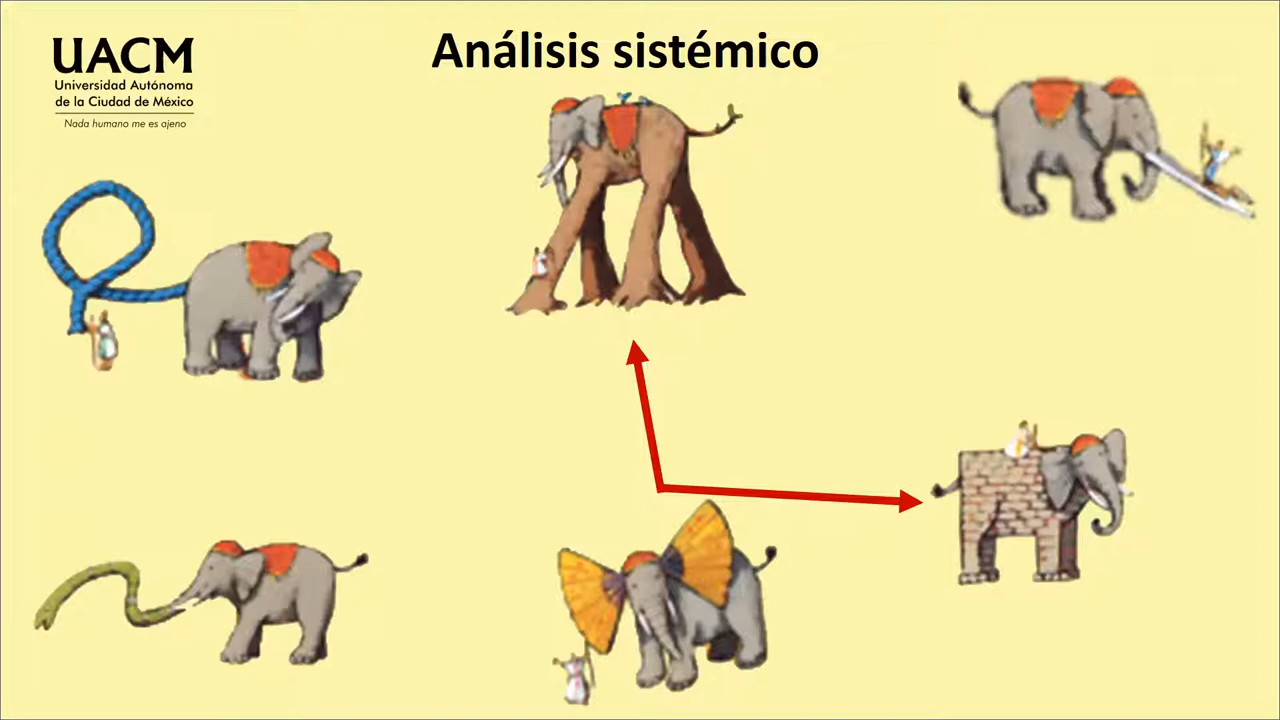 UACM
Universidad Autónoma
de la Ciudad de México
Nada humano me es ajeno
Análisis sistémico